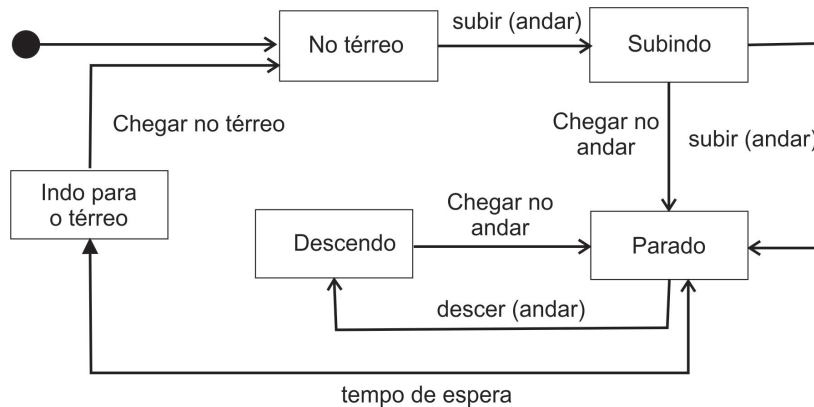 subir (andar)
No térreo
Subindo
Chegar no térreo
Chegar no
andar
subir (andar)
Indo para
o térreo
Chegar no
andar
Descendo
Parado
descer (andar)
tempo de espera